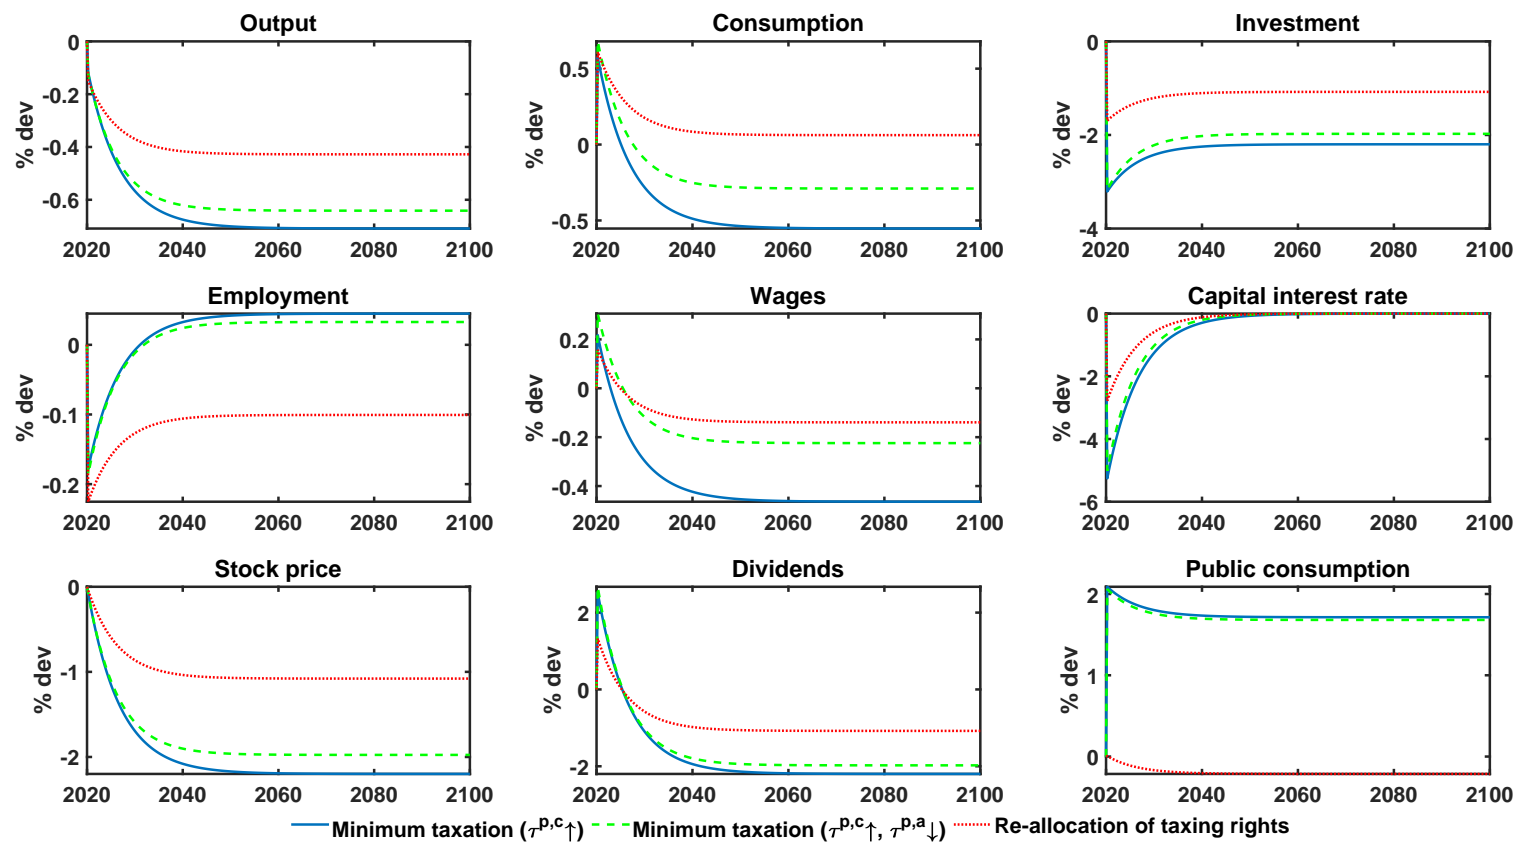 Output
Consumption
Investment
% dev
0
-0.2
-0.4
-0.6
2020 2040 2060 2080 2100
% dev
0.5
0
-0.5
2020 2040 2060 2080 2100
% dev
0
-2
-4
2020 2040 2060 2080 2100
Employment
Wages
Capital interest rate
% dev
0
-0.1
-0.2
2020 2040 2060 2080 2100
% dev
0.2
0
-0.2
-0.4
2020 2040 2060 2080 2100
% dev
0
-2
-4
-6
2020 2040 2060 2080 2100
Stock price
Dividends
Public consumption
% dev
0
-1
-2
2020 2040 2060 2080 2100
% dev
2
0
-2
2020 2040 2060 2080 2100
% dev
2
1
0
2020 2040 2060 2080 2100
Minimum taxation (τ^p,c↑) Minimum taxation (τ^p,c↑, τ^p,a↓) Re-allocation of taxing rights